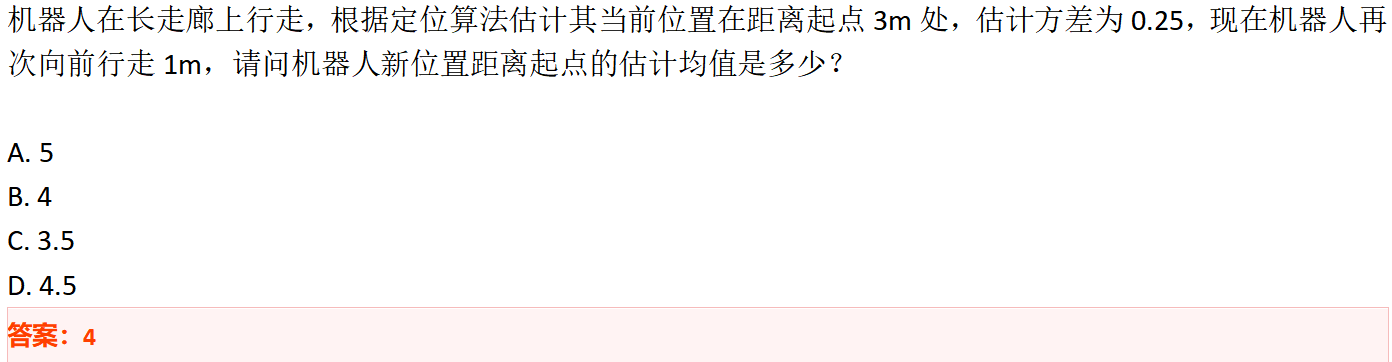 机器人在长走廊上行走，根据定位算法估计其当前位置在距离起点 3m 处，估计方差为 0.25，现在机器人再
次向前行走 1m，请问机器人新位置距离起点的估计均值是多少？
A. 5
B. 4
C. 3.5
D. 4.5
答案：4